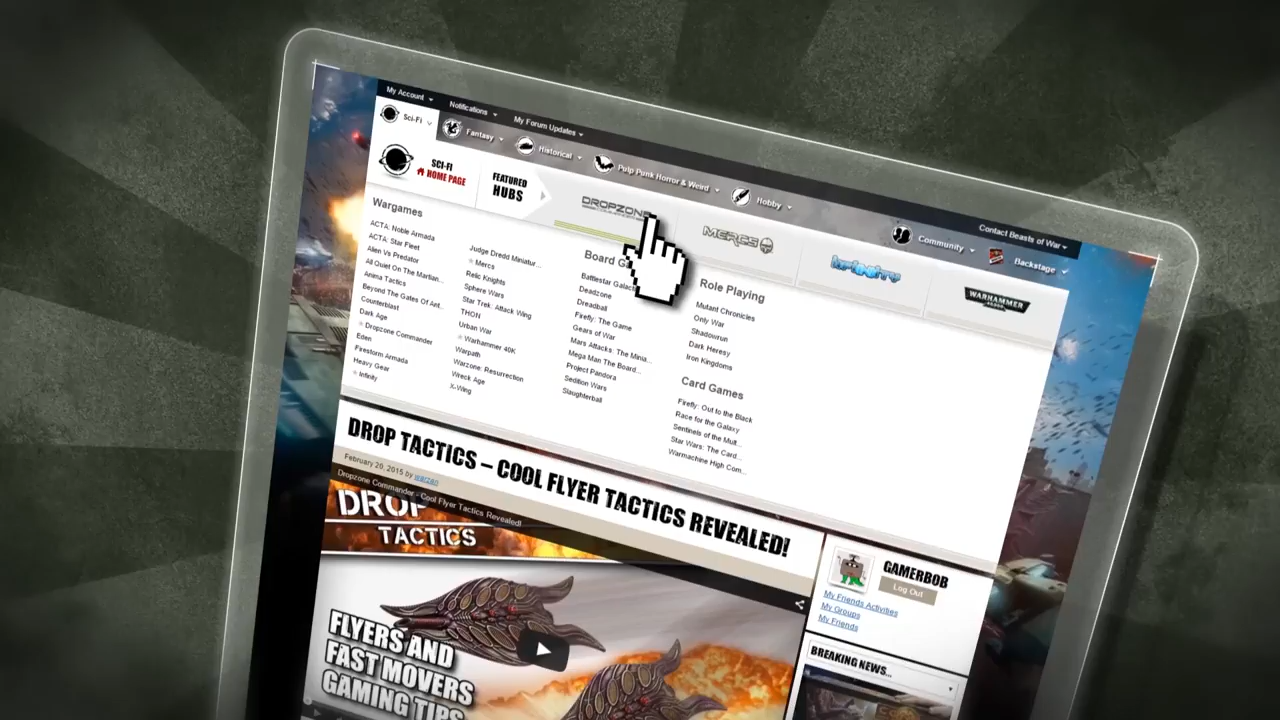 My Account
Notifications
My Forum Updates
Contact Beasts of War
Sci-Fi
Fantasy
Historical
Pulp Punk Horror & Weird
Hobby
Community
Backstage
SCI-FI
HOME PAGE
FEATURED
HUBS
DROPZONE
MERCS
WARHAMMER
Wargames
ACTA: Noble Armada
ACTA: Star Fleet
Alien Vs Predator
All Quiet On The Martian...
Anima Tactics
Beyond The Gates Of Ant...
Counterblast
Dark Age
Dropzone Commander
Eden
Firestorm Armada
Heavy Gear
Infinity
Judge Dredd Miniatur...
Mercs
Relic Knights
Sphere Wars
Star Trek: Attack Wing
THON
Urban War
Warhammer 40K
Warpath
Warzone: Resurrection
Wreck Age
X-Wing
Board Ga
Battlestar Galact
Deadzone
Dreadball
Firefly: The Game
Gears of War
Mars Attacks: The Minia...
Mega Man The Board...
Project Pandora
Sedition Wars
Slaughterball
Role Playing
Mutant Chronicles
Only War
Shadowrun
Dark Heresy
Iron Kingdoms
Card Games
Firefly: Out to the Black
Race for the Galaxy
Sentinels of the Mult...
Star Wars: The Card...
Warmachine High Com...
DROP TACTICS – COOL FLYER TACTICS REVEALED!
February 20, 2015 by warzan
Dropzone Commander - Cool Flyer Tactics Revealed!
DROP
TACTICS
FLYERS AND
FAST MOVERS
GAMING TIPS
GAMERBOB
Log Out
My Friends Activities
My Groups
My Friends
BREAKING NEWS...